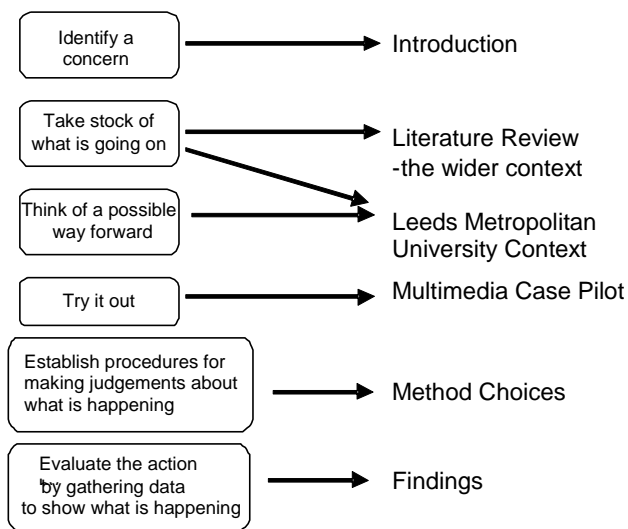 Identify a
concern
Introduction
Take stock of
what is going on
Literature Review
-the wider context
Think of a possible
way forward
Leeds Metropolitan
University Context
Try it out
Multimedia Case Pilot
Establish procedures for
making judgements about
what is happening
Method Choices
Evaluate the action
by gathering data
to show what is happening
Findings